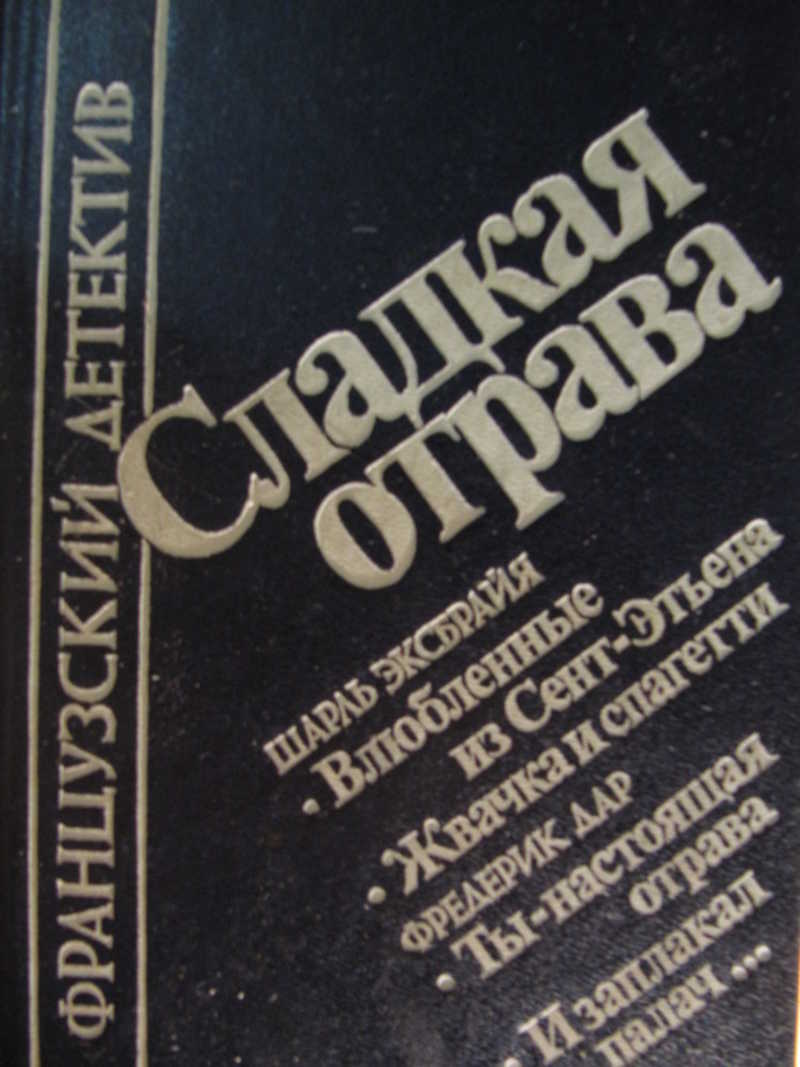 ФРАНЦУЗСКИЙ ДЕТЕКТИВ
Сладкая
отрава
ШАРЛЬ ЭКСБРАЙЯ
• Влюбленные
из Сент-Этьена
• Жвачка и спагетти
ФРЕДЕРИК ДАР
• Ты-настоящая
отрава
.. И заплакал
палач ...